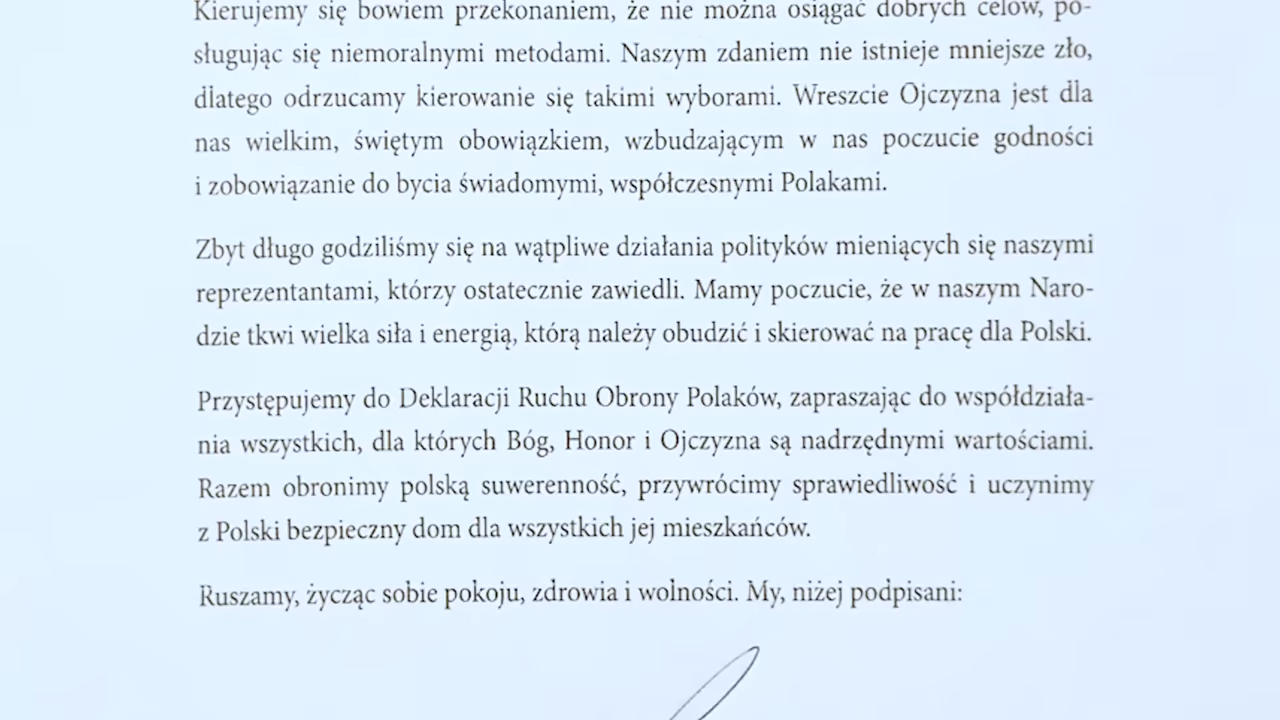 Kierujemy się bowiem przekonaniem, że nie można osiągać dobrych celów, po-
sługując się niemoralnymi metodami. Naszym zdaniem nie istnieje mniejsze zło,
dlatego odrzucamy kierowanie się takimi wyborami. Wreszcie Ojczyzna jest dla
nas wielkim, świętym obowiązkiem, wzbudzającym w nas poczucie godności
i zobowiązanie do bycia świadomymi, współczesnymi Polakami.
Zbyt długo godziliśmy się na wątpliwe działania polityków mieniących się naszymi
reprezentantami, którzy ostatecznie zawiedli. Mamy poczucie, że w naszym Naro-
dzie tkwi wielka siła i energią, którą należy obudzić i skierować na pracę dla Polski.
Przystępujemy do Deklaracji Ruchu Obrony Polaków, zapraszając do współdziała-
nia wszystkich, dla których Bóg, Honor i Ojczyzna są nadrzędnymi wartościami.
Razem obronimy polską suwerenność, przywrócimy sprawiedliwość i uczynimy
z Polski bezpieczny dom dla wszystkich jej mieszkańców.
Ruszamy, życząc sobie pokoju, zdrowia i wolności. My, niżej podpisani: